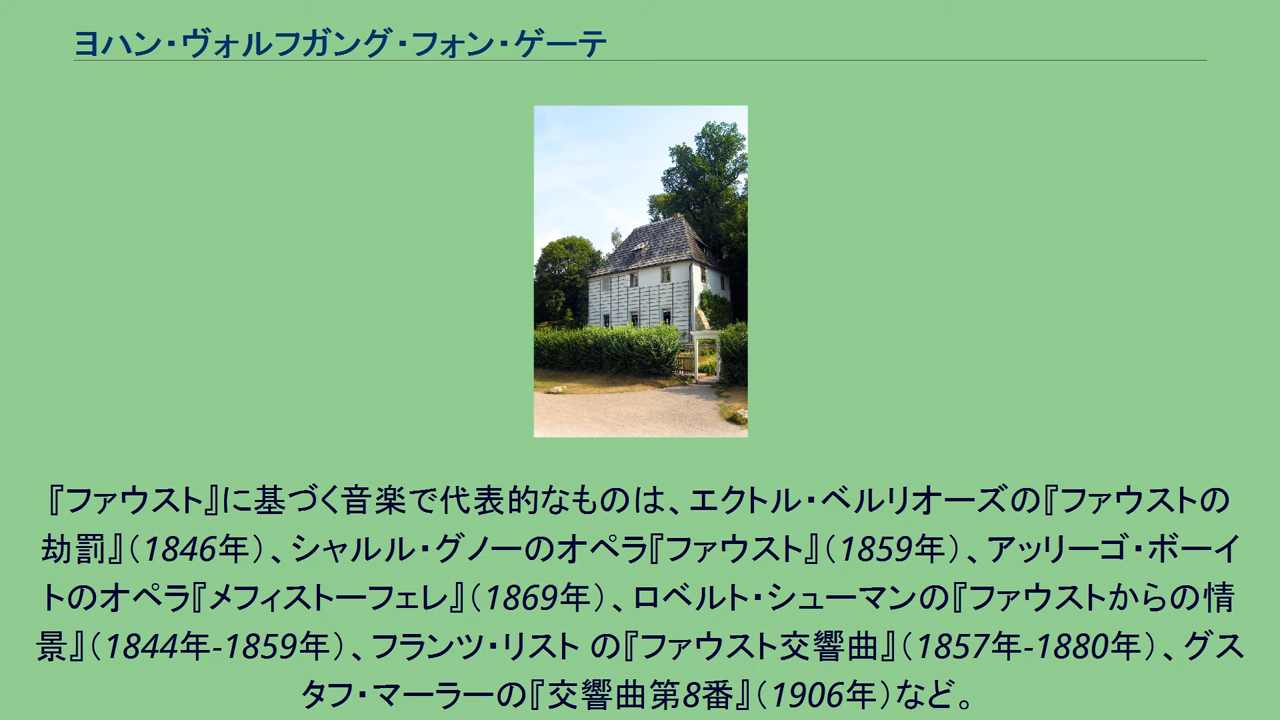 ヨハン・ヴォルフガング・フォン・ゲーテ
『ファウスト』に基づく音楽で代表的なものは、エクトル・ベルリオーズの『ファウストの
劫罰』（1846年）、シャルル・グノーのオペラ『ファウスト』（1859年）、アッリーゴ・ボーイ
トのオペラ『メフィストーフェレ』（1869年）、ロベルト・シューマンの『ファウストからの情
景』（1844年-1859年）、フランツ・リスト の『ファウスト交響曲』（1857年-1880年）、グス
タフ・マーラーの『交響曲第8番』（1906年）など。